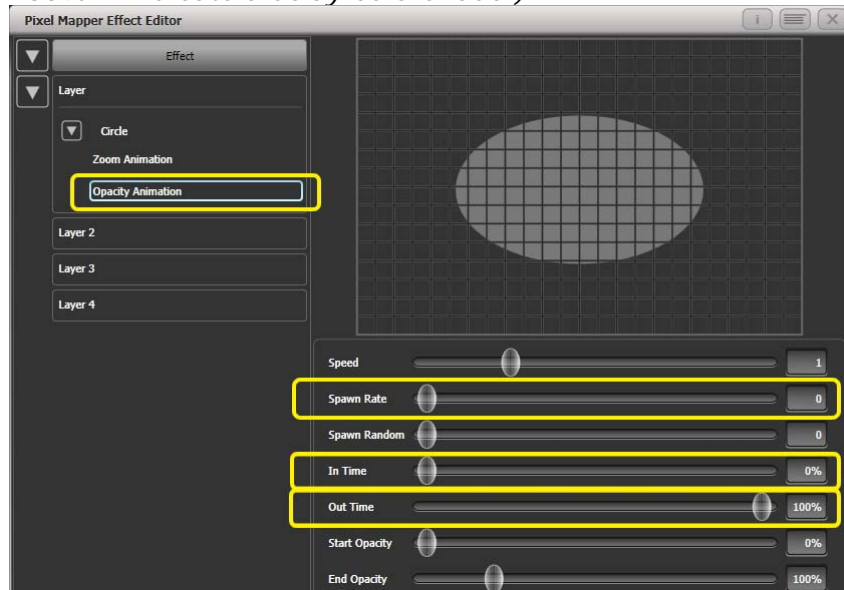 Pixel Mapper Effect Editor
Effect
Layer
Circle
Zoom Animation
Opacity Animation
Layer 2
Layer 3
Layer 4
Speed 1
Spawn Rate 0
Spawn Random 0
In Time 0%
Out Time 100%
Start Opacity 0%
End Opacity 100%